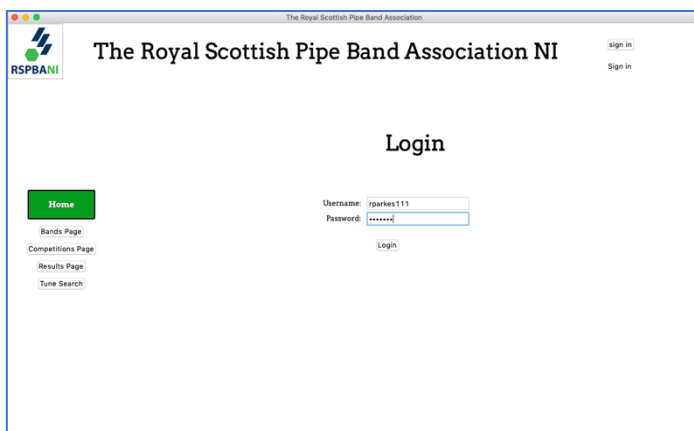 The Royal Scottish Pipe Band Association
RSPBANI
The Royal Scottish Pipe Band Association NI
sign in
Sign in
Login
Home
Username: rparkes111
Password: •••••••
Bands Page
Login
Competitions Page
Results Page
Tune Search